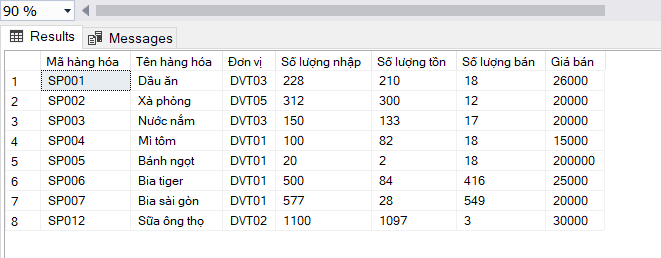 90 %
Results Messages
Mã hàng hóa Tên hàng hóa Đơn vị Số lượng nhập Số lượng tồn Số lượng bán Giá bán
1 SP001 Dầu ăn DVT03 228 210 18 26000
2 SP002 Xà phòng DVT05 312 300 12 20000
3 SP003 Nước nắm DVT03 150 133 17 20000
4 SP004 Mì tôm DVT01 100 82 18 15000
5 SP005 Bánh ngọt DVT01 20 2 18 200000
6 SP006 Bia tiger DVT01 500 84 416 25000
7 SP007 Bia sài gòn DVT01 577 28 549 20000
8 SP012 Sữa ông thọ DVT02 1100 1097 3 30000